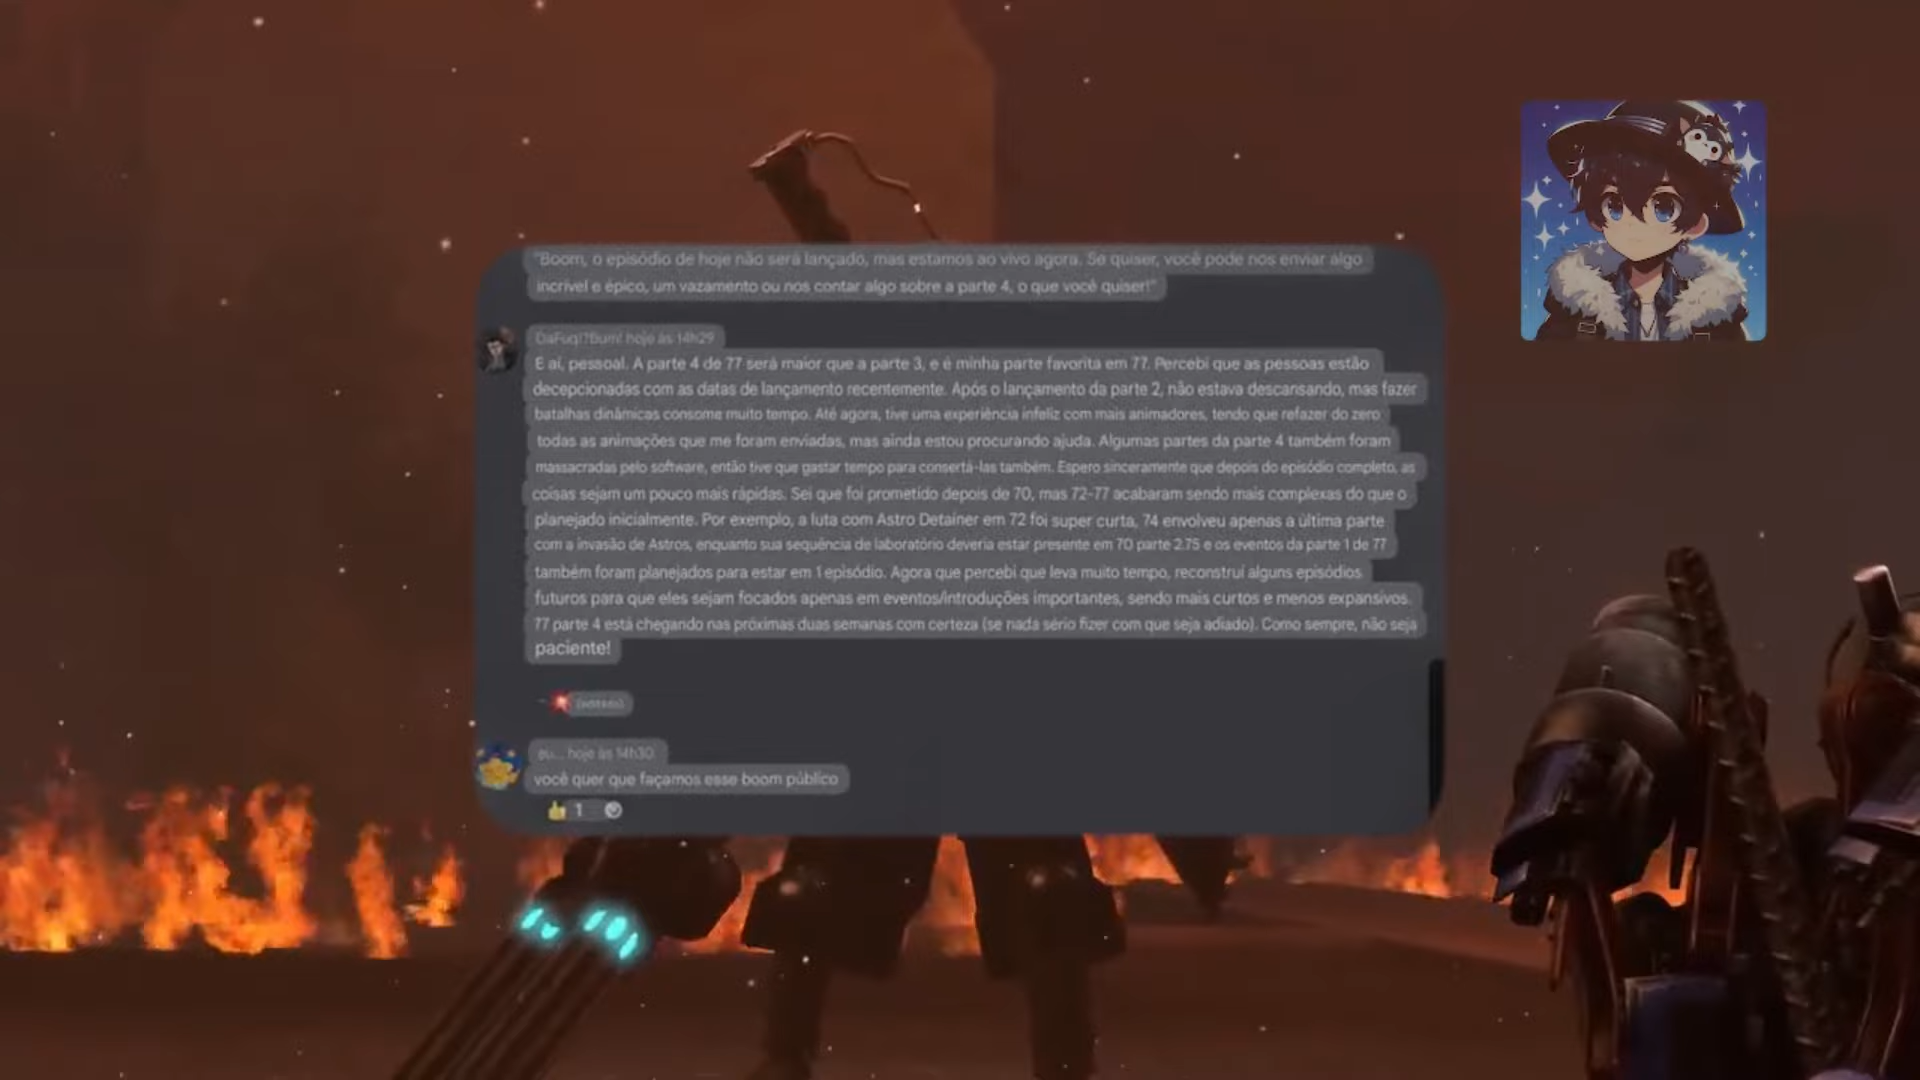 "Boom, o episódio de hoje não será lançado, mas estamos ao vivo agora. Se quiser, você pode nos enviar algo
incrível e épico, um vazamento ou nos contar algo sobre a parte 4, o que você quiser!"
DaFuq!?Bum! hoje às 14h29
E aí, pessoal. A parte 4 de 77 será maior que a parte 3, e é minha parte favorita em 77. Percebi que as pessoas estão
decepcionadas com as datas de lançamento recentemente. Após o lançamento da parte 2, não estava descansando, mas fazer
batalhas dinâmicas consome muito tempo. Até agora, tive uma experiência infeliz com mais animadores, tendo que refazer do zero
todas as animações que me foram enviadas, mas ainda estou procurando ajuda. Algumas partes da parte 4 também foram
massacradas pelo software, então tive que gastar tempo para consertá-las também. Espero sinceramente que depois do episódio completo, as
coisas sejam um pouco mais rápidas. Sei que foi prometido depois de 70, mas 72-77 acabaram sendo mais complexas do que o
planejado inicialmente. Por exemplo, a luta com Astro Detainer em 72 foi super curta, 74 envolveu apenas a última parte
com a invasão de Astros, enquanto sua sequência de laboratório deveria estar presente em 70 parte 2.75 e os eventos da parte 1 de 77
também foram planejados para estar em 1 episódio. Agora que percebi que leva muito tempo, reconstruí alguns episódios
futuros para que eles sejam focados apenas em eventos/introduções importantes, sendo mais curtos e menos expansivos.
77 parte 4 está chegando nas próximas duas semanas com certeza (se nada sério fizer com que seja adiado). Como sempre, não seja
paciente!
(editado)
eu... hoje às 14h30
você quer que façamos esse boom público
1